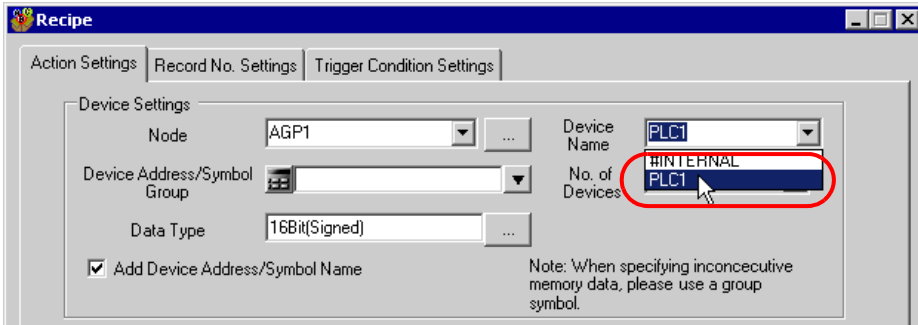 Recipe
Action Settings Record No. Settings Trigger Condition Settings
Device Settings
Node AGP1 ... Device Name PLC1
#INTERNAL
PLC1
Device Address/Symbol Group No. of Devices
Data Type 16Bit(Signed) ...
Add Device Address/Symbol Name
Note: When specifying inconcecutive
memory data, please use a group
symbol.